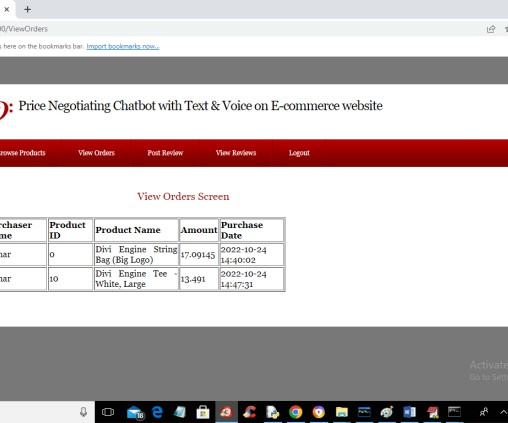 00/ViewOrders
s here on the bookmarks bar. Import bookmarks now...
Price Negotiating Chatbot with Text & Voice on E-commerce website
rowse Products View Orders Post Review View Reviews Logout
View Orders Screen
rchaser Product Product Name Amount Purchase
me ID Date
nar 0 Divi Engine String 17.09145 2022-10-24
Bag (Big Logo) 14:40:02
nar 10 Divi Engine Tee - 13.491 2022-10-24
White, Large 14:47:31
Activate
Go to Sett